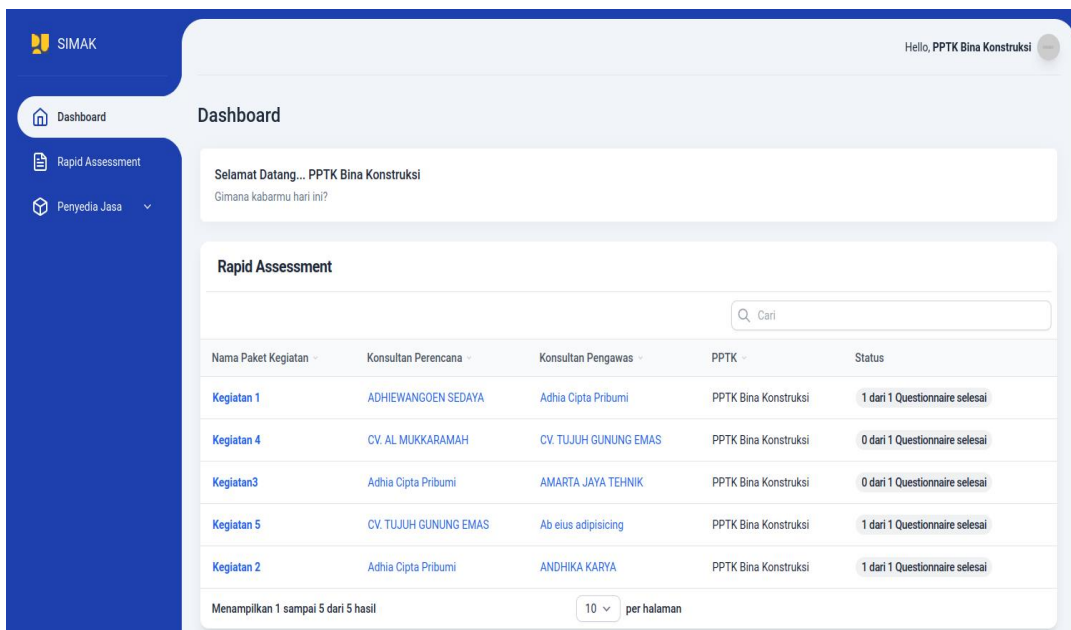 SIMAK
Hello, PPTK Bina Konstruksi
Dashboard
Rapid Assessment
Penyedia Jasa
Dashboard
Selamat Datang... PPTK Bina Konstruksi
Gimana kabarmu hari ini?
Rapid Assessment
Cari
Nama Paket Kegiatan Konsultan Perencana Konsultan Pengawas PPTK Status
Kegiatan 1 ADHIEWANGOEN SEDAYA Adhia Cipta Pribumi PPTK Bina Konstruksi 1 dari 1 Questionnaire selesai
Kegiatan 4 CV. AL MUKKARAMAH CV. TUJUH GUNUNG EMAS PPTK Bina Konstruksi 0 dari 1 Questionnaire selesai
Kegiatan3 Adhia Cipta Pribumi AMARTA JAYA TEHNIK PPTK Bina Konstruksi 0 dari 1 Questionnaire selesai
Kegiatan 5 CV. TUJUH GUNUNG EMAS Ab eius adipisicing PPTK Bina Konstruksi 1 dari 1 Questionnaire selesai
Kegiatan 2 Adhia Cipta Pribumi ANDHIKA KARYA PPTK Bina Konstruksi 1 dari 1 Questionnaire selesai
Menampilkan 1 sampai 5 dari 5 hasil 10 per halaman